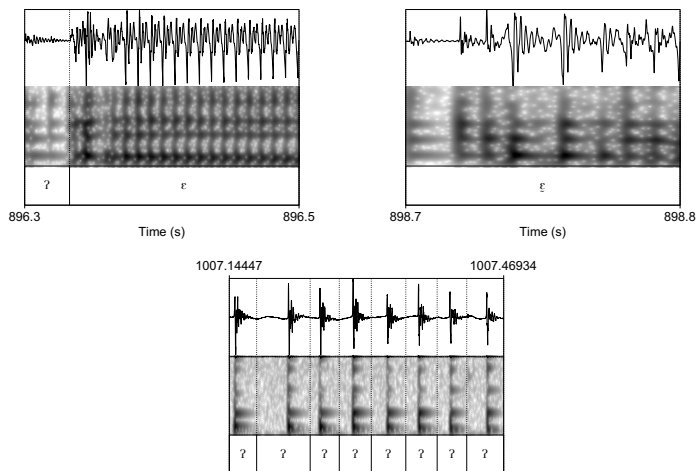 ʔ ɛ
ɛ̰
896.3 896.5
898.7 898.8
Time (s)
Time (s)
1007.14447 1007.46934
ʔ ʔ ʔ ʔ ʔ ʔ ʔ ʔ